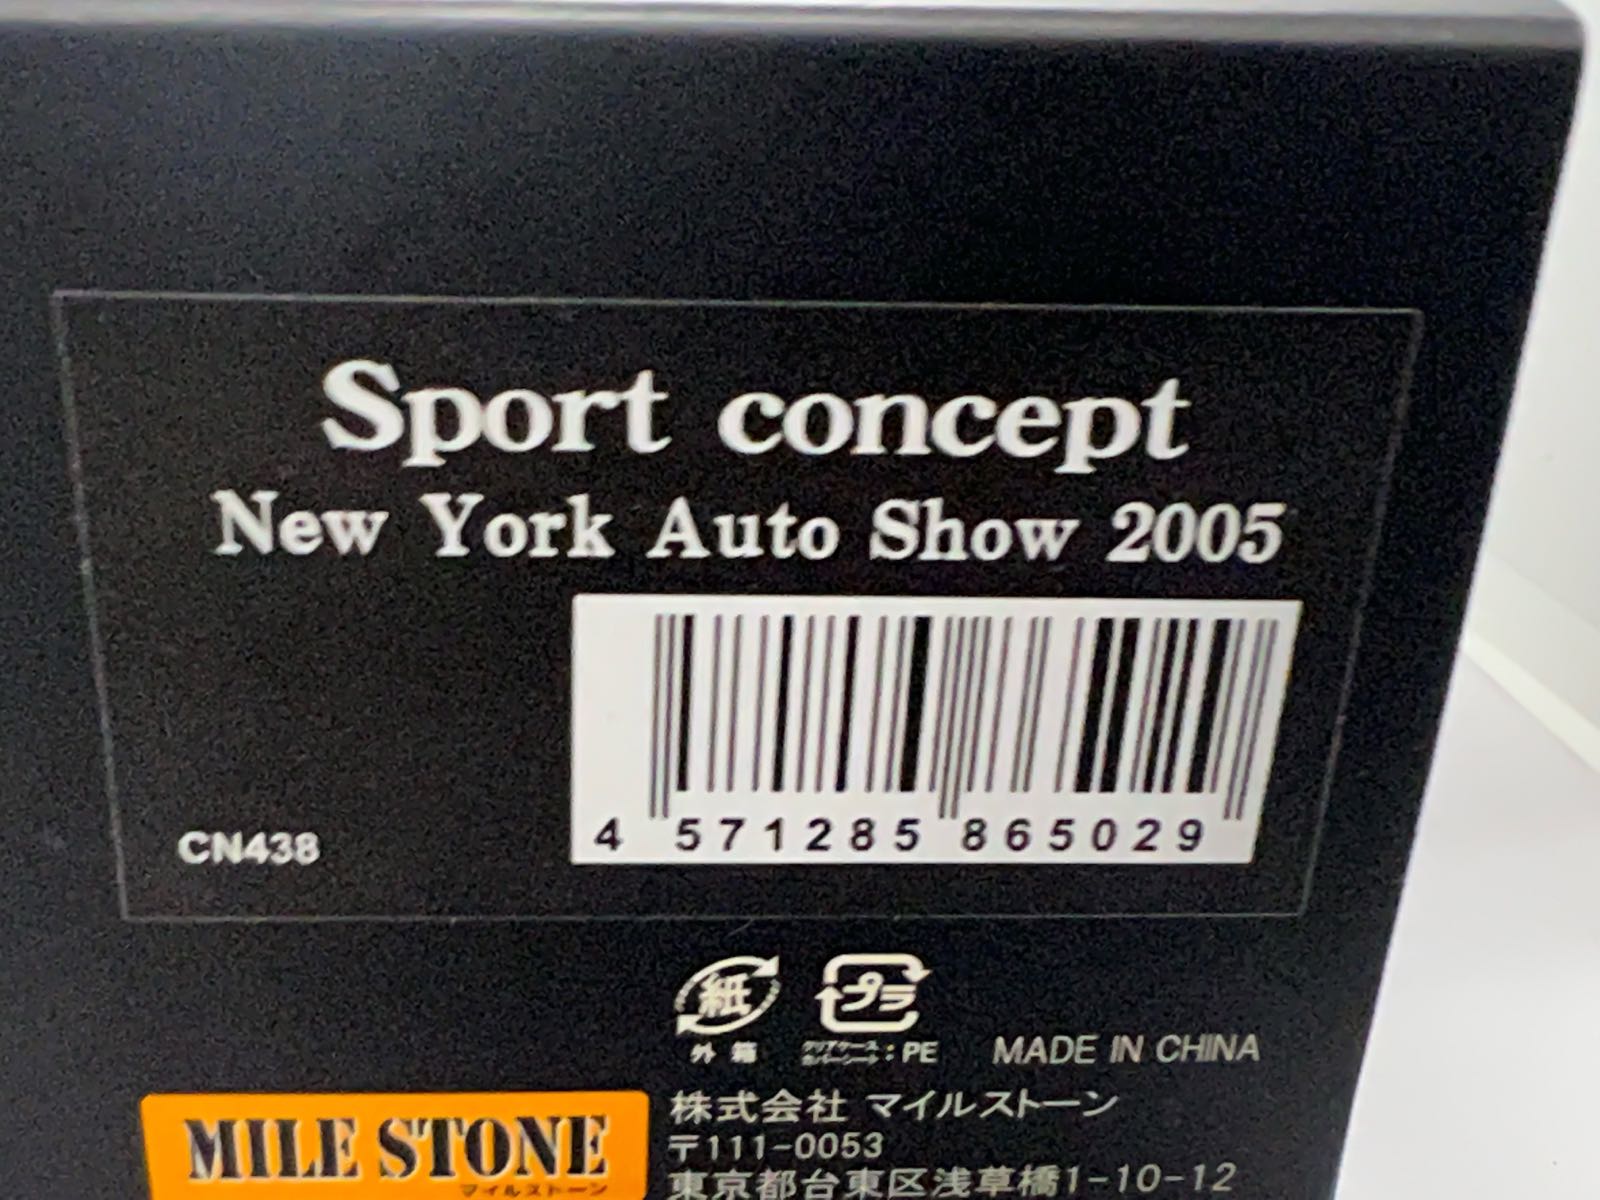 Sport concept
New York Auto Show 2005
4 571285 865029
CN438
紙
プラ
外箱
: PE
MADE IN CHINA
MILE STONE
マイルストーン
株式会社 マイルストーン
〒111-0053
東京都台東区浅草橋1-10-12